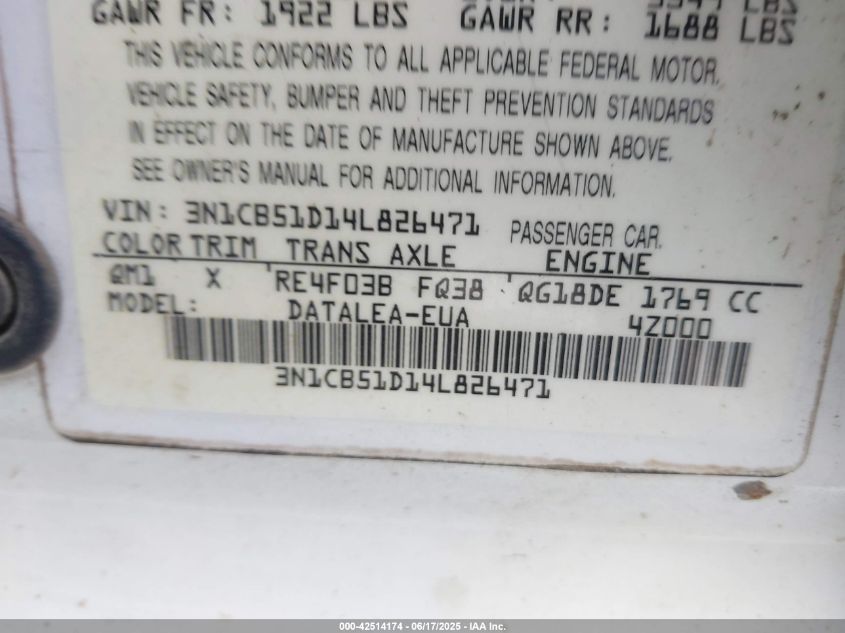 GAWR FR: 1922 LBS GAWR RR: 1688 LBS
THIS VEHICLE CONFORMS TO ALL APPLICABLE FEDERAL MOTOR,
VEHICLE SAFETY, BUMPER AND THEFT PREVENTION STANDARDS
IN EFFECT ON THE DATE OF MANUFACTURE SHOWN ABOVE.
SEE OWNER'S MANUAL FOR ADDITIONAL INFORMATION.
VIN: 3N1CB51D14L826471 PASSENGER CAR.
COLOR TRIM TRANS AXLE ENGINE
QM1 X RE4F03B FQ38 QG18DE 1769 CC
MODEL: DATALEA-EUA 4Z000
3N1CB51D14L826471
000-42514174 - 06/17/2025 - IAA Inc.